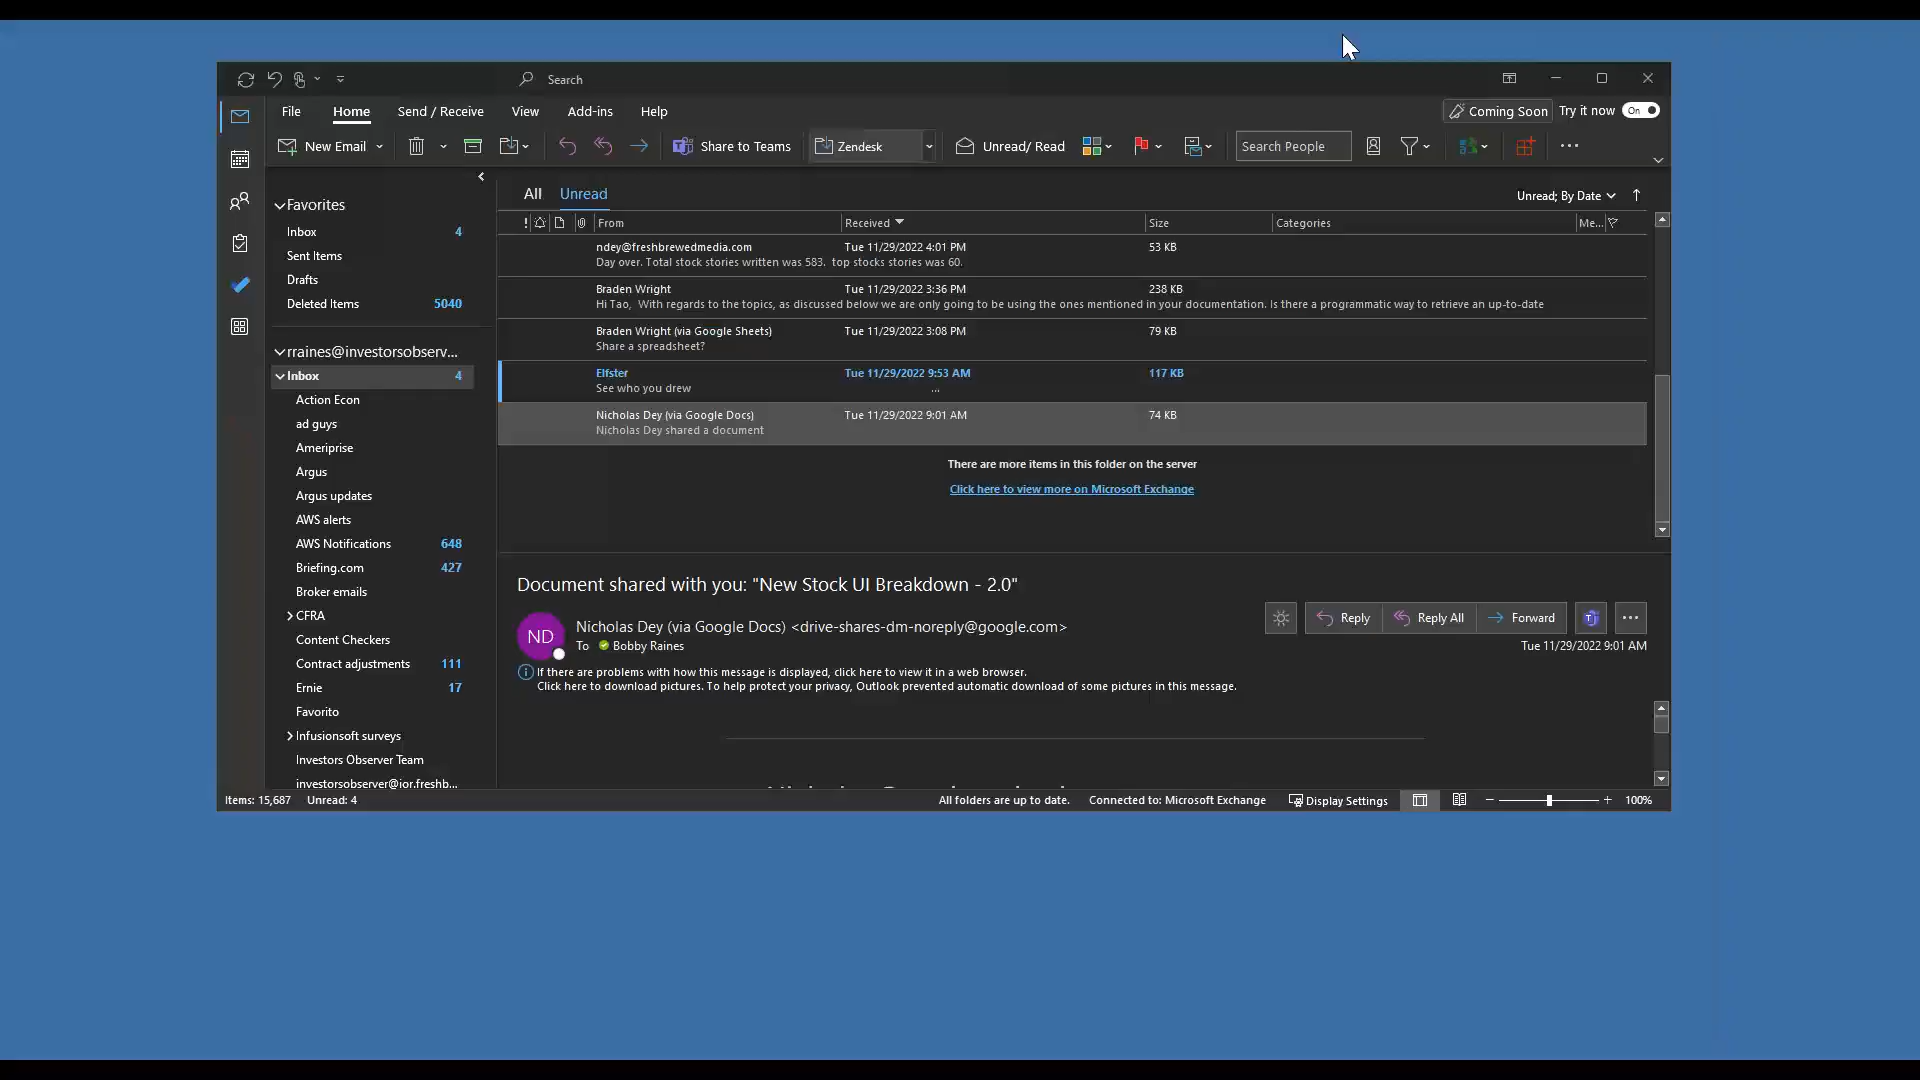 Search
File Home Send / Receive View Add-ins Help
Coming Soon Try it now On
New Email Share to Teams Zendesk Unread/ Read Search People
Favorites
Inbox 4
Sent Items
Drafts
Deleted Items 5040
rraines@investorsobserv...
Inbox 4
Action Econ
ad guys
Ameriprise
Argus
Argus updates
AWS alerts
AWS Notifications 648
Briefing.com 427
Broker emails
CFRA
Content Checkers
Contract adjustments 111
Ernie 17
Favorito
Infusionsoft surveys
Investors Observer Team
investorsobserver@ior.freshb...
All Unread
Unread; By Date
! From Received Size Categories Me...
ndey@freshbrewedmedia.com Tue 11/29/2022 4:01 PM 53 KB
Day over. Total stock stories written was 583. top stocks stories was 60.
Braden Wright Tue 11/29/2022 3:36 PM 238 KB
Hi Tao, With regards to the topics, as discussed below we are only going to be using the ones mentioned in your documentation. Is there a programmatic way to retrieve an up-to-date
Braden Wright (via Google Sheets) Tue 11/29/2022 3:08 PM 79 KB
Share a spreadsheet?
Elfster Tue 11/29/2022 9:53 AM 117 KB
See who you drew ...
Nicholas Dey (via Google Docs) Tue 11/29/2022 9:01 AM 74 KB
Nicholas Dey shared a document
There are more items in this folder on the server
Click here to view more on Microsoft Exchange
Document shared with you: "New Stock UI Breakdown - 2.0"
ND
Nicholas Dey (via Google Docs) <drive-shares-dm-noreply@google.com>
To Bobby Raines
Reply Reply All Forward
Tue 11/29/2022 9:01 AM
If there are problems with how this message is displayed, click here to view it in a web browser.
Click here to download pictures. To help protect your privacy, Outlook prevented automatic download of some pictures in this message.
Items: 15,687 Unread: 4 All folders are up to date. Connected to: Microsoft Exchange Display Settings 100%